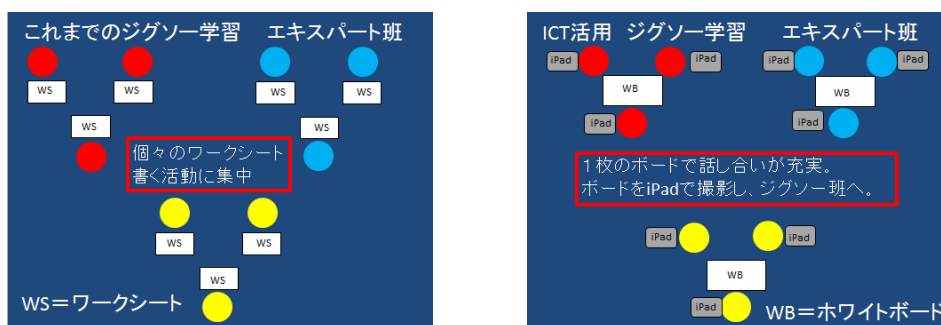 これまでのジグソー学習 エキスパート班
WS WS WS WS
WS WS
個々のワークシート
書く活動に集中
WS WS
WS
WS＝ワークシート
ICT活用 ジグソー学習 エキスパート班
iPad iPad iPad iPad
WB WB
iPad iPad
１枚のボードで話し合いが充実。
ボードをiPadで撮影し、ジグソー班へ。
iPad iPad
WB
iPad
WB＝ホワイトボード